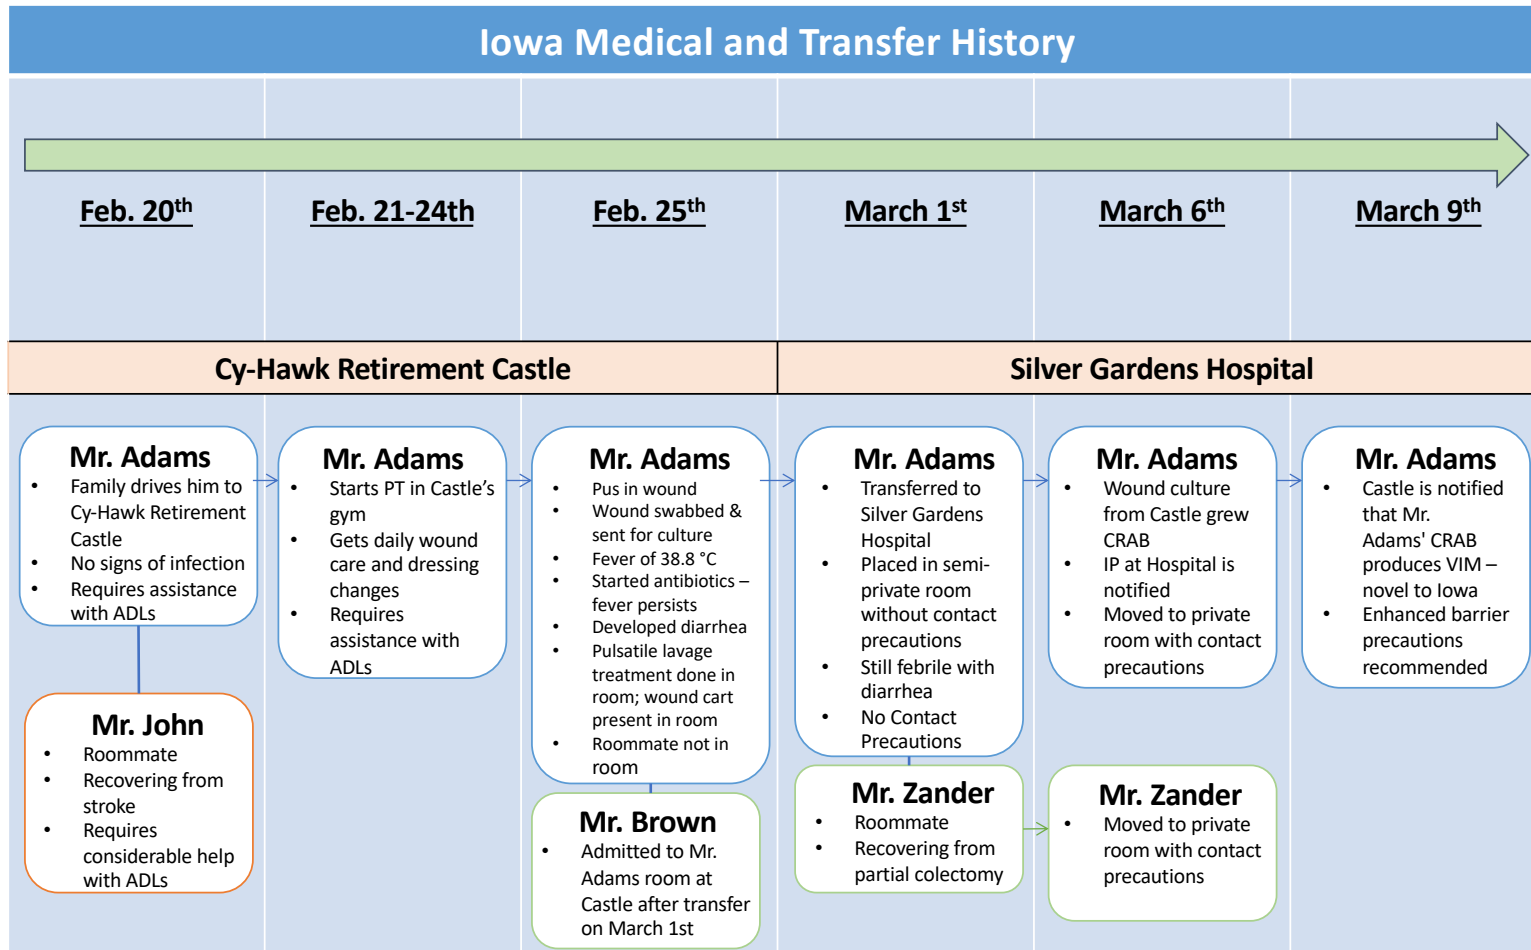 Iowa Medical and Transfer History
Feb. 20th
Feb. 21-24th
Feb. 25th
March 1st
March 6th
March 9th
Cy-Hawk Retirement Castle
Silver Gardens Hospital
Mr. Adams
• Family drives him to
Cy-Hawk Retirement
Castle
• No signs of infection
• Requires assistance
with ADLs
Mr. John
• Roommate
• Recovering from
stroke
• Requires
considerable help
with ADLs
Mr. Adams
• Starts PT in Castle’s
gym
• Gets daily wound
care and dressing
changes
• Requires
assistance with
ADLs
Mr. Adams
• Pus in wound
• Wound swabbed &
sent for culture
• Fever of 38.8 °C
• Started antibiotics –
fever persists
• Developed diarrhea
• Pulsatile lavage
treatment done in
room; wound cart
present in room
• Roommate not in
room
Mr. Brown
• Admitted to Mr.
Adams room at
Castle after transfer
on March 1st
Mr. Adams
• Transferred to
Silver Gardens
Hospital
• Placed in semi-
private room
without contact
precautions
• Still febrile with
diarrhea
• No Contact
Precautions
Mr. Zander
• Roommate
• Recovering from
partial colectomy
Mr. Adams
• Wound culture
from Castle grew
CRAB
• IP at Hospital is
notified
• Moved to private
room with contact
precautions
Mr. Zander
• Moved to private
room with contact
precautions
Mr. Adams
• Castle is notified
that Mr.
Adams' CRAB
produces VIM –
novel to Iowa
• Enhanced barrier
precautions
recommended